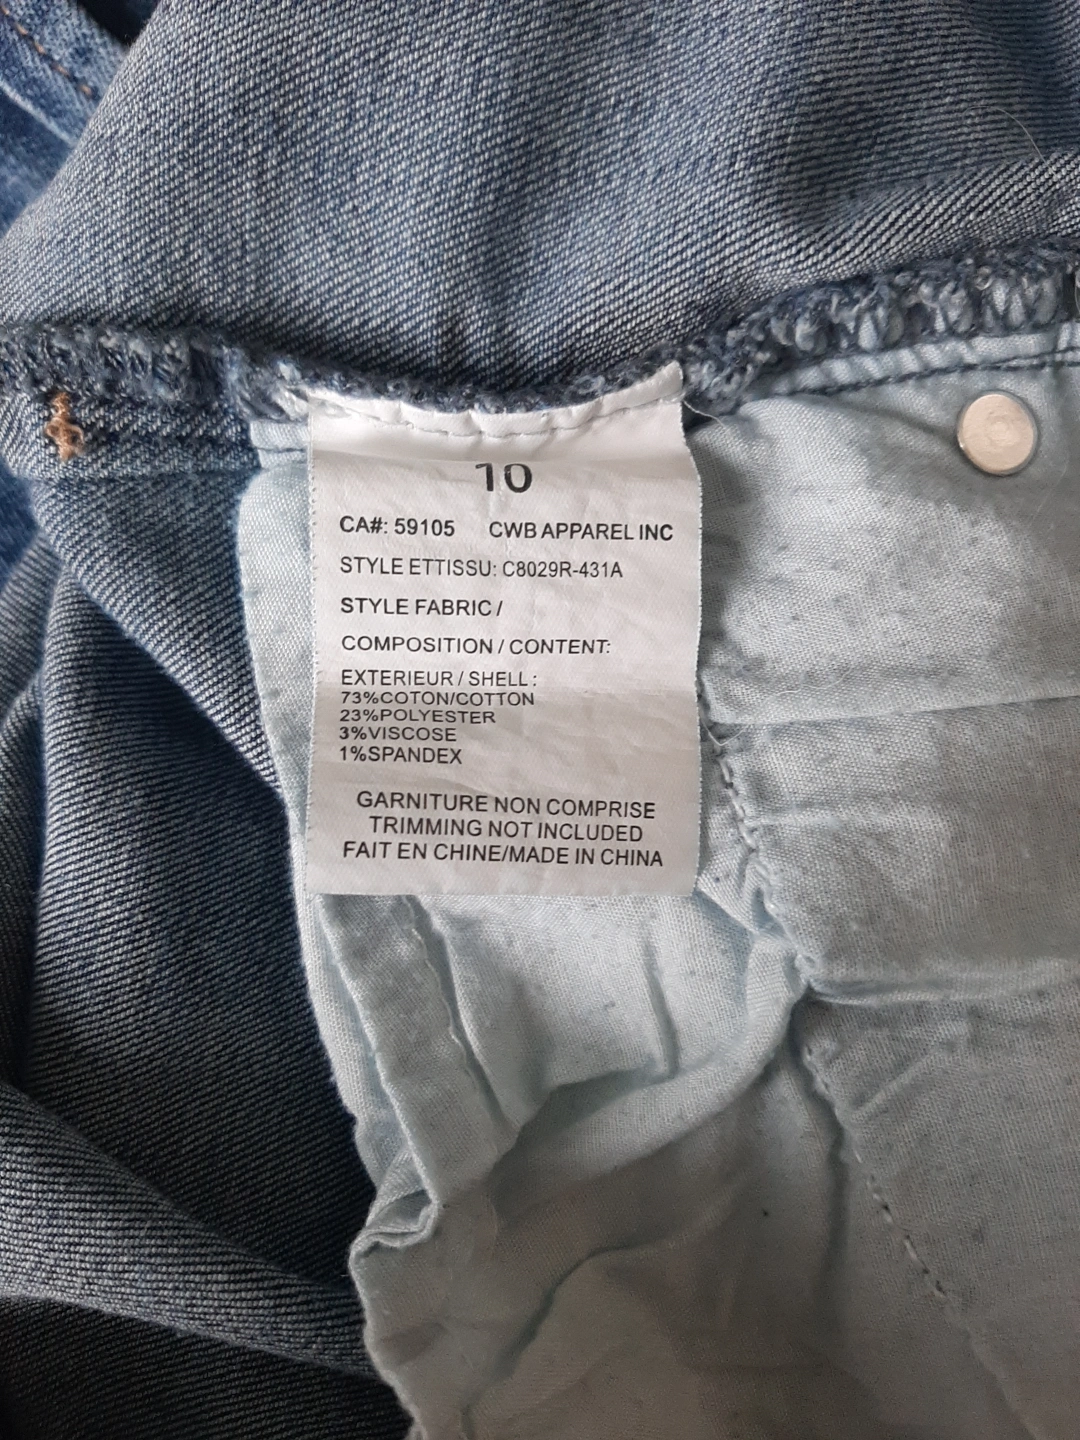 10
CA#: 59105 CWB APPAREL INC
STYLE ETTISSU: C8029R-431A
STYLE FABRIC /
COMPOSITION / CONTENT:
EXTERIEUR / SHELL :
73%COTON/COTTON
23%POLYESTER
3%VISCOSE
1%SPANDEX
GARNITURE NON COMPRISE
TRIMMING NOT INCLUDED
FAIT EN CHINE/MADE IN CHINA